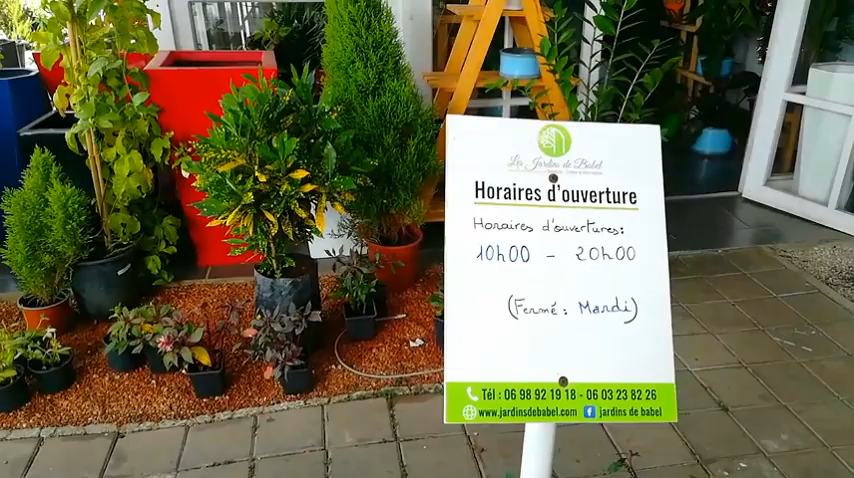 Les Jardins de Babel
Horaires d'ouverture
Horaires d'ouvertures:
10h00 - 20h00
(Fermé : Mardi)
Tél : 06 98 92 19 18 - 06 03 23 82 26
www.jardinsdebabel.com jardins de babel